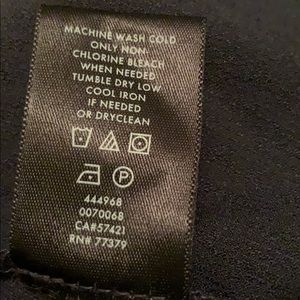 MACHINE WASH COLD
ONLY NON-
CHLORINE BLEACH
WHEN NEEDED
TUMBLE DRY LOW
COOL IRON
IF NEEDED
OR DRYCLEAN
P
444968
0070068
CA#57421
RN# 77379